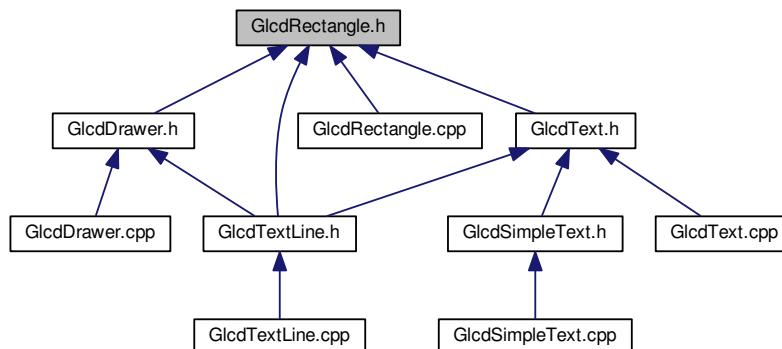 GlcdRectangle.h
GlcdDrawer.h
GlcdRectangle.cpp
GlcdText.h
GlcdDrawer.cpp
GlcdTextLine.h
GlcdSimpleText.h
GlcdText.cpp
GlcdTextLine.cpp
GlcdSimpleText.cpp